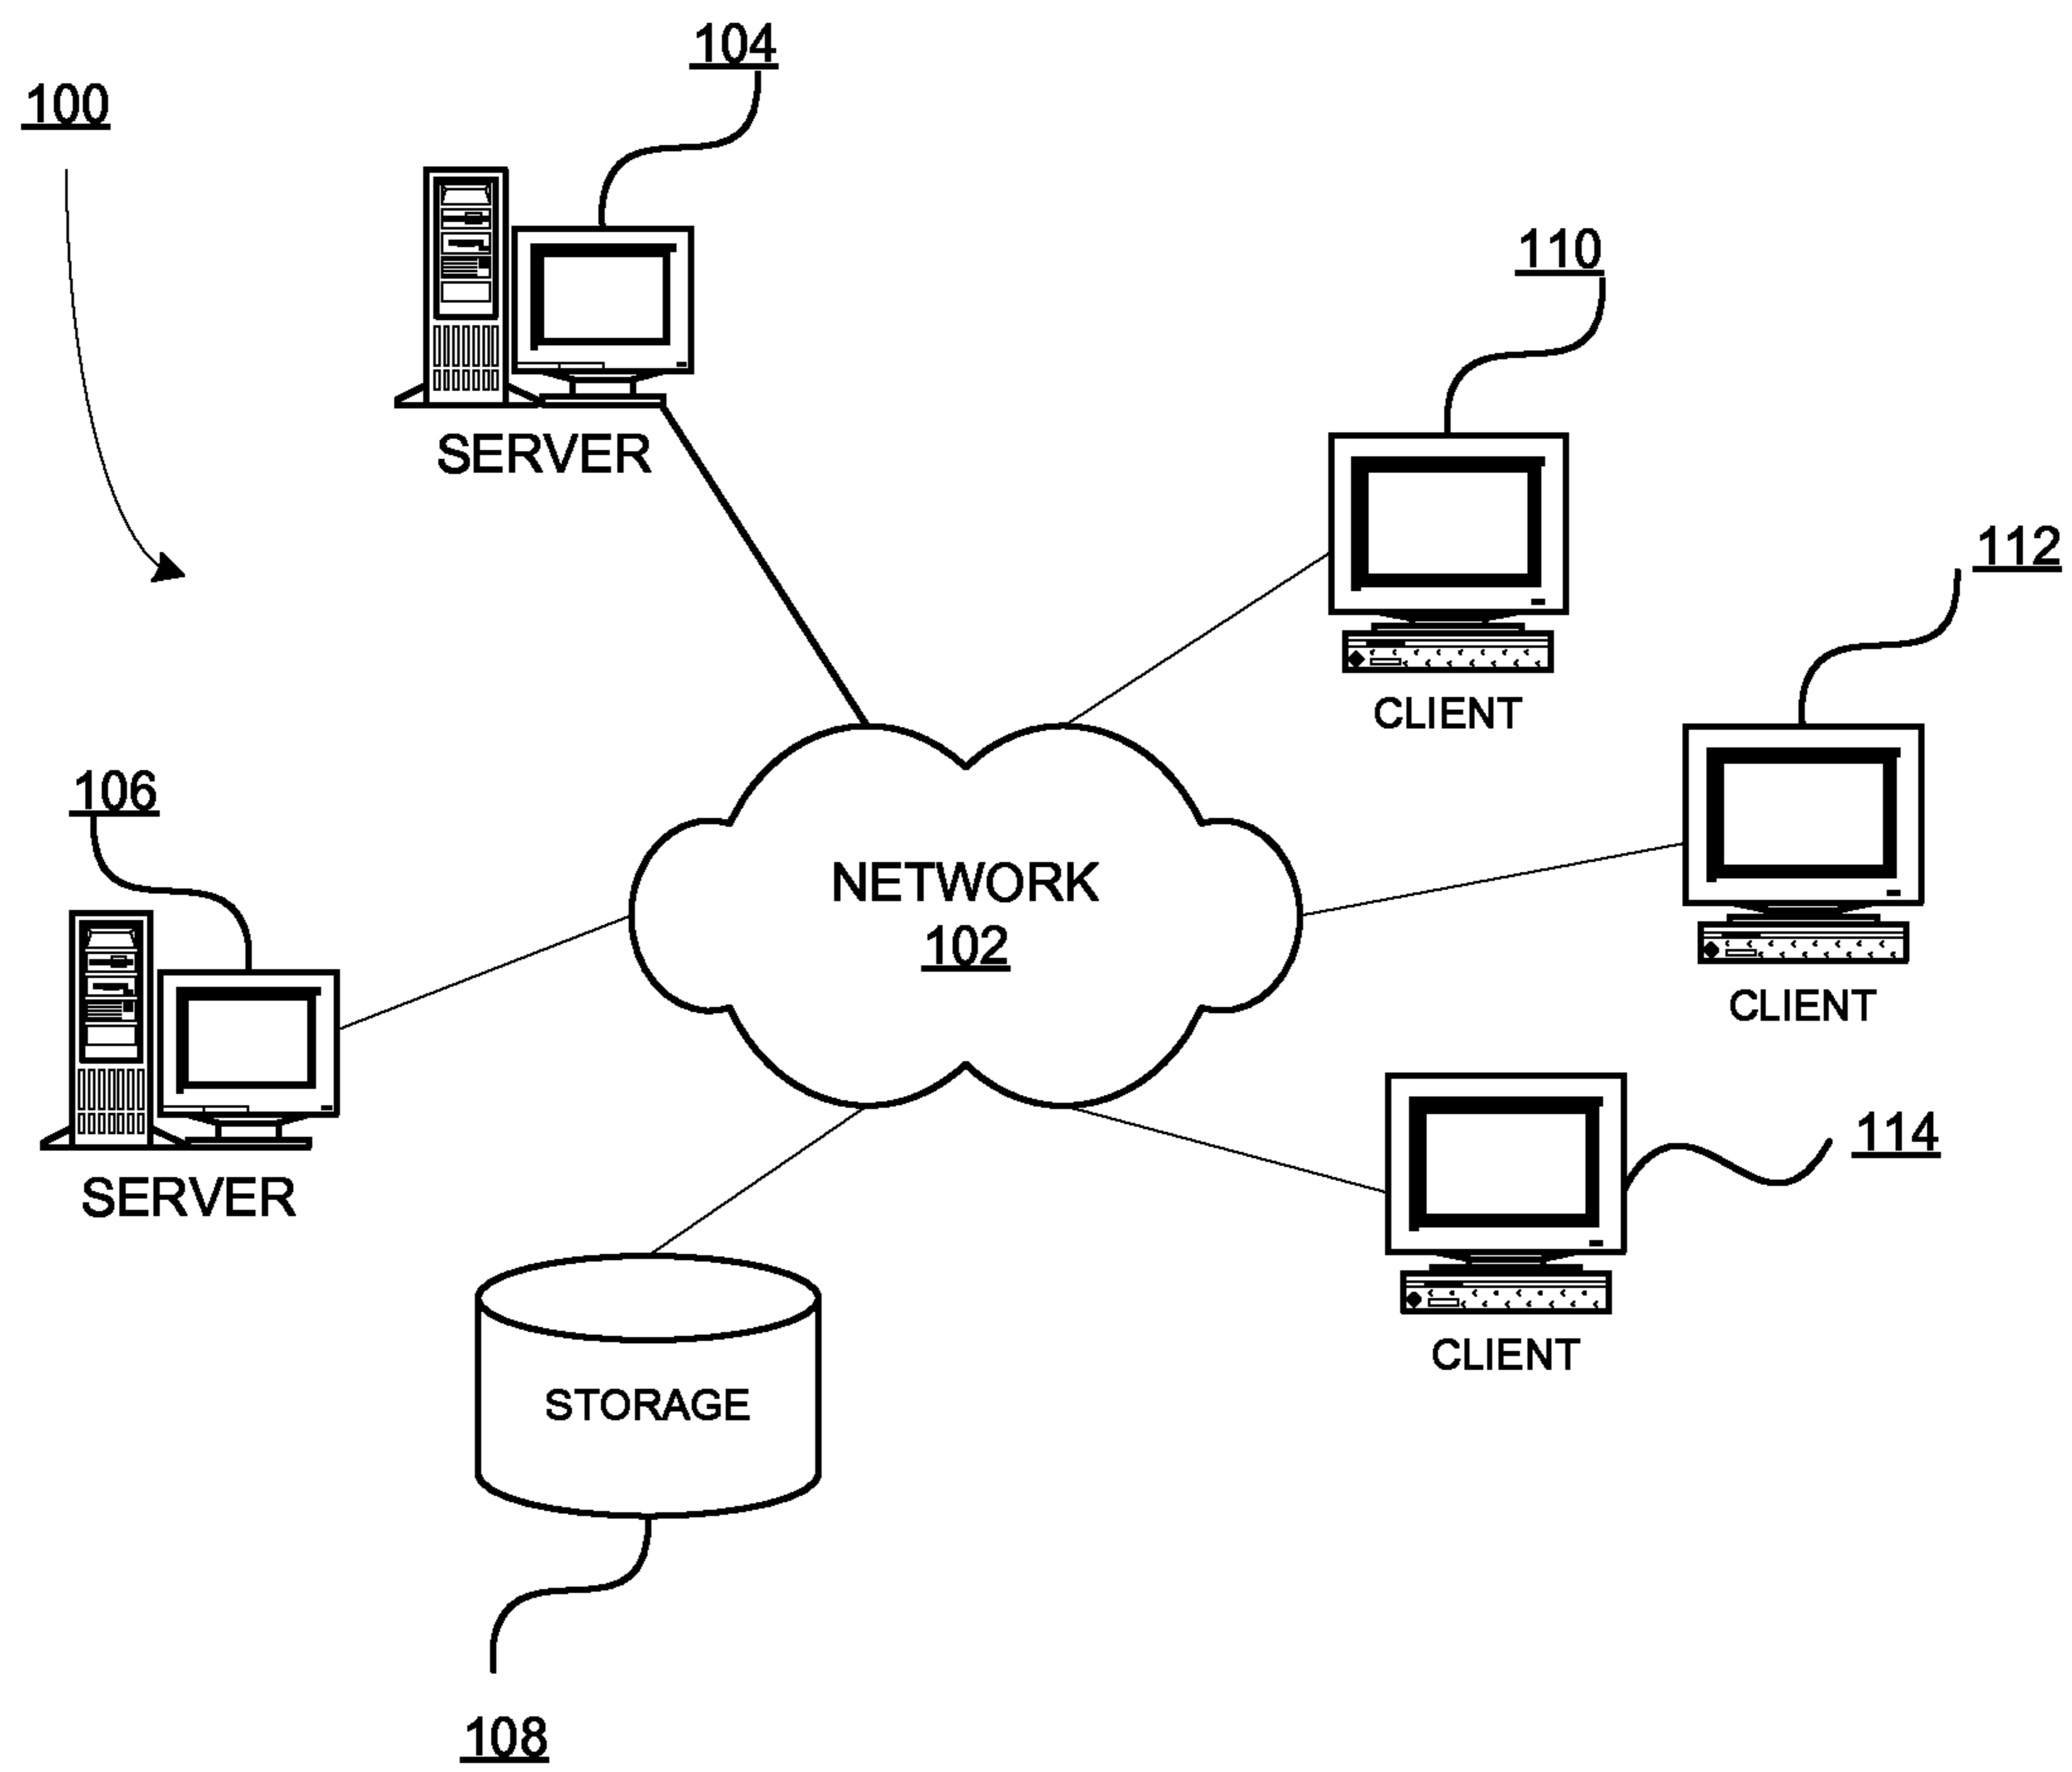 104
100
110
SERVER
112
CLIENT
106
NETWORK
102
CLIENT
114
SERVER
CLIENT
STORAGE
108